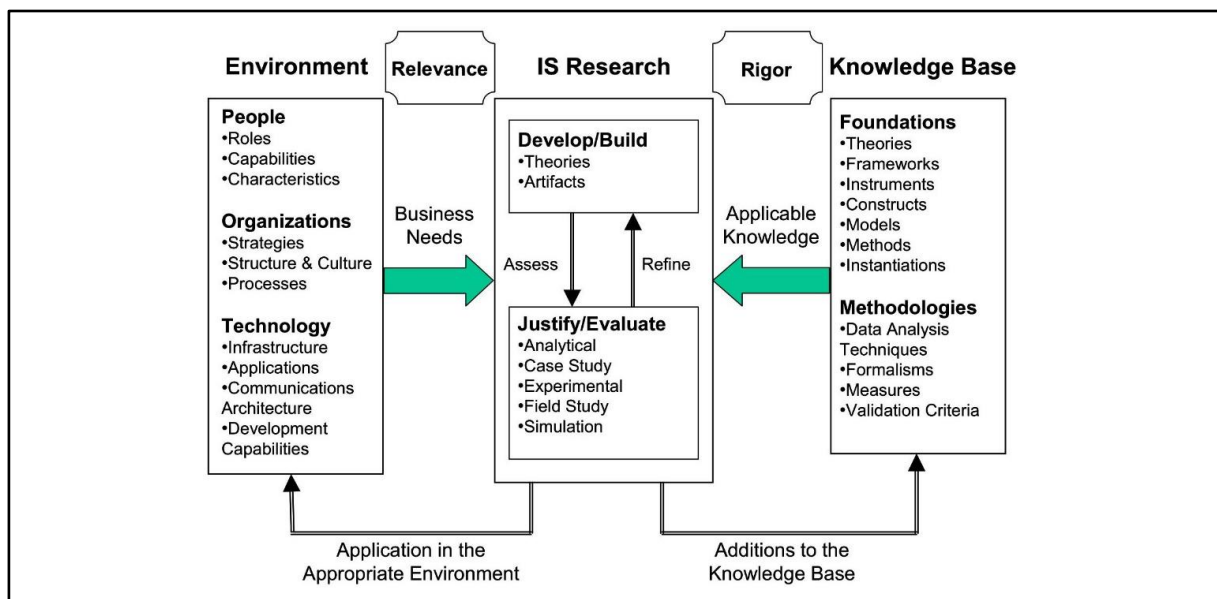 Environment
Relevance
IS Research
Rigor
Knowledge Base
People
•Roles
•Capabilities
•Characteristics
Organizations
•Strategies
•Structure & Culture
•Processes
Technology
•Infrastructure
•Applications
•Communications
Architecture
•Development
Capabilities
Business
Needs
Develop/Build
•Theories
•Artifacts
Assess
Refine
Justify/Evaluate
•Analytical
•Case Study
•Experimental
•Field Study
•Simulation
Applicable
Knowledge
Foundations
•Theories
•Frameworks
•Instruments
•Constructs
•Models
•Methods
•Instantiations
Methodologies
•Data Analysis
Techniques
•Formalisms
•Measures
•Validation Criteria
Application in the
Appropriate Environment
Additions to the
Knowledge Base